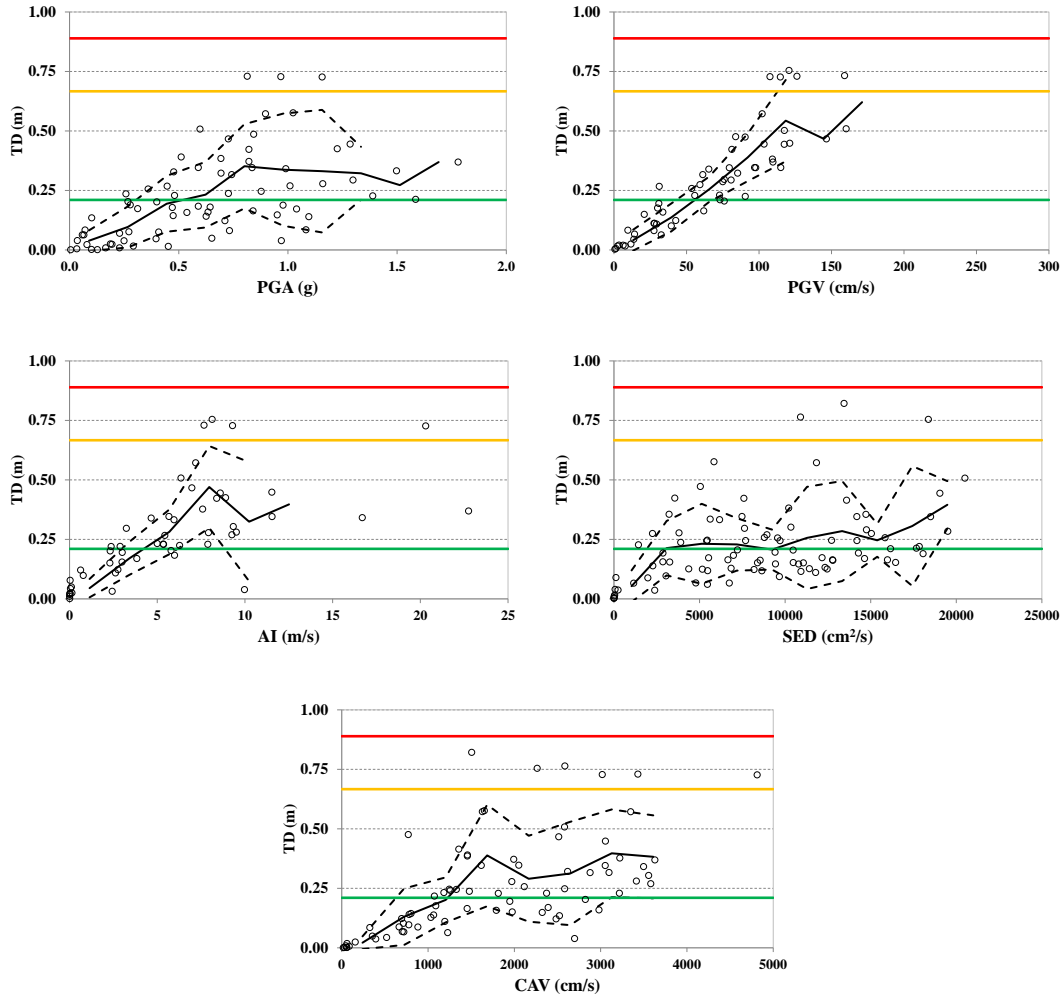 1.00
0.75
0.50
0.25
0.00
TD (m)
0.0 0.5 1.0 1.5 2.0
PGA (g)
1.00
0.75
0.50
0.25
0.00
TD (m)
0 50 100 150 200 250 300
PGV (cm/s)
1.00
0.75
0.50
0.25
0.00
TD (m)
0 5 10 15 20 25
AI (m/s)
1.00
0.75
0.50
0.25
0.00
TD (m)
0 5000 10000 15000 20000 25000
SED (cm²/s)
1.00
0.75
0.50
0.25
0.00
TD (m)
0 1000 2000 3000 4000 5000
CAV (cm/s)